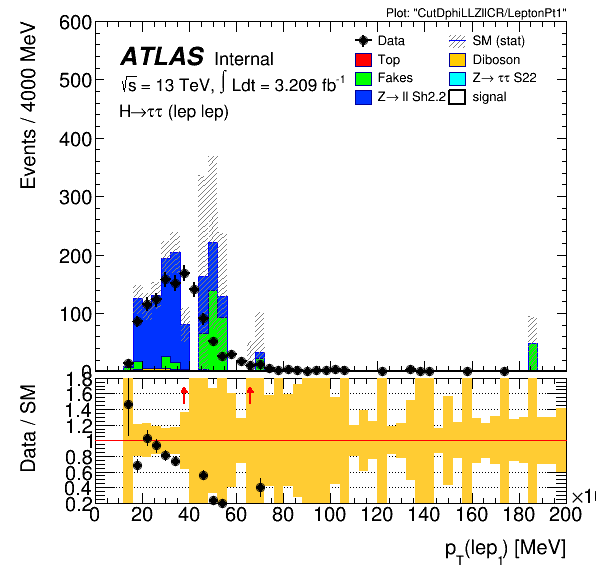 Plot: "CutDphiLLZllCR/LeptonPt1"
ATLAS Internal
√s = 13 TeV, ∫ Ldt = 3.209 fb⁻¹
H→ττ (lep lep)
Data
SM (stat)
Top
Diboson
Fakes
Z→ ττ S22
Z→ ll Sh2.2
signal
Events / 4000 MeV
600
500
400
300
200
100
0
Data / SM
1.8
1.6
1.4
1.2
1
0.8
0.6
0.4
0.2
0 20 40 60 80 100 120 140 160 180 200
p_T(lep_1) [MeV]